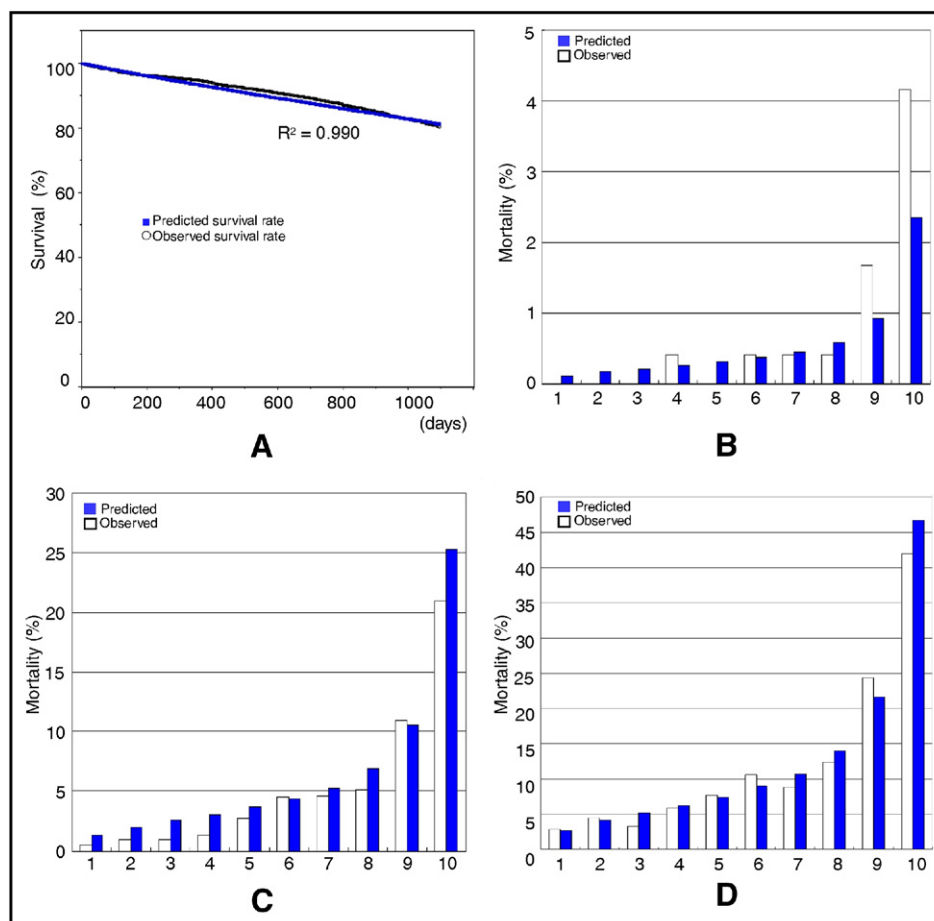 100
80
60
40
20
0
Survival (%)
R² = 0.990
Predicted survival rate
Observed survival rate
0 200 400 600 800 1000
(days)
A
5
4
3
2
1
0
Mortality (%)
Predicted
Observed
1 2 3 4 5 6 7 8 9 10
B
30
25
20
15
10
5
0
Mortality (%)
Predicted
Observed
1 2 3 4 5 6 7 8 9 10
C
50
45
40
35
30
25
20
15
10
5
0
Mortality (%)
Predicted
Observed
1 2 3 4 5 6 7 8 9 10
D